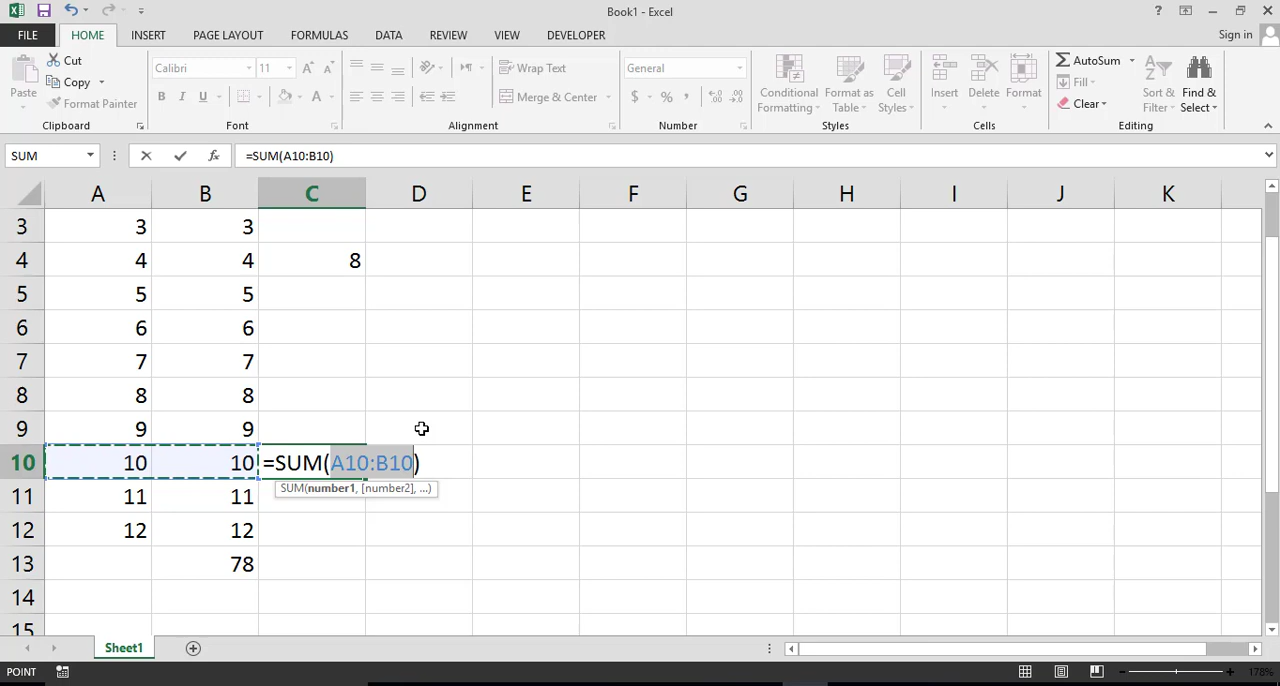 Book1 - Excel
?
FILE HOME INSERT PAGE LAYOUT FORMULAS DATA REVIEW VIEW DEVELOPER Sign in
Paste Cut Copy Format Painter
Clipboard
Calibri 11
B I U A
Font
Wrap Text
Merge & Center
Alignment
General
$ % ,
Number
Conditional Formatting Format as Table Cell Styles
Styles
Insert Delete Format
Cells
AutoSum Fill Clear
Sort & Filter Find & Select
Editing
SUM fx =SUM(A10:B10)
A B C D E F G H I J K
3 3 3
4 4 4 8
5 5 5
6 6 6
7 7 7
8 8 8
9 9 9
10 10 10 =SUM(A10:B10)
SUM(number1, [number2], ...)
11 11 11
12 12 12
13 78
14
15
Sheet1
POINT 178%